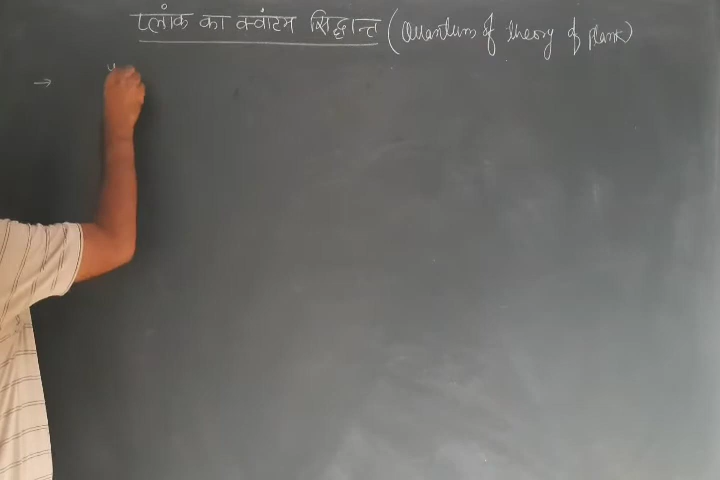 प्लांक का क्वांटम सिद्धान्त (Quantum of theory of plank)
→